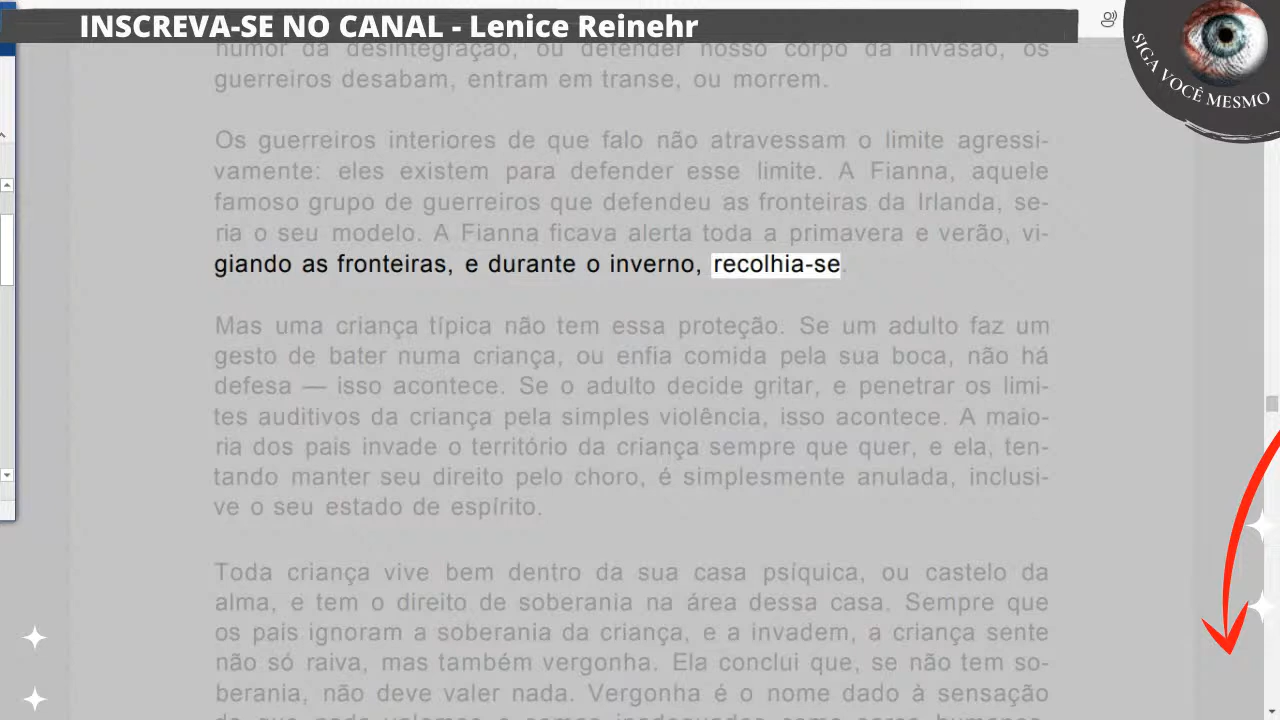 INSCREVA-SE NO CANAL - Lenice Reinehr
SIGA VOCÊ MESMO
humor da desintegração, ou defender nosso corpo da invasão, os
guerreiros desabam, entram em transe, ou morrem.
Os guerreiros interiores de que falo não atravessam o limite agressi-
vamente: eles existem para defender esse limite. A Fianna, aquele
famoso grupo de guerreiros que defendeu as fronteiras da Irlanda, se-
ria o seu modelo. A Fianna ficava alerta toda a primavera e verão, vi-
giando as fronteiras, e durante o inverno, recolhia-se.
Mas uma criança típica não tem essa proteção. Se um adulto faz um
gesto de bater numa criança, ou enfia comida pela sua boca, não há
defesa — isso acontece. Se o adulto decide gritar, e penetrar os limi-
tes auditivos da criança pela simples violência, isso acontece. A maio-
ria dos pais invade o território da criança sempre que quer, e ela, ten-
tando manter seu direito pelo choro, é simplesmente anulada, inclusi-
ve o seu estado de espírito.
Toda criança vive bem dentro da sua casa psíquica, ou castelo da
alma, e tem o direito de soberania na área dessa casa. Sempre que
os pais ignoram a soberania da criança, e a invadem, a criança sente
não só raiva, mas também vergonha. Ela conclui que, se não tem so-
berania, não deve valer nada. Vergonha é o nome dado à sensação
de que nada valemos e somos inadequados como seres humanos.